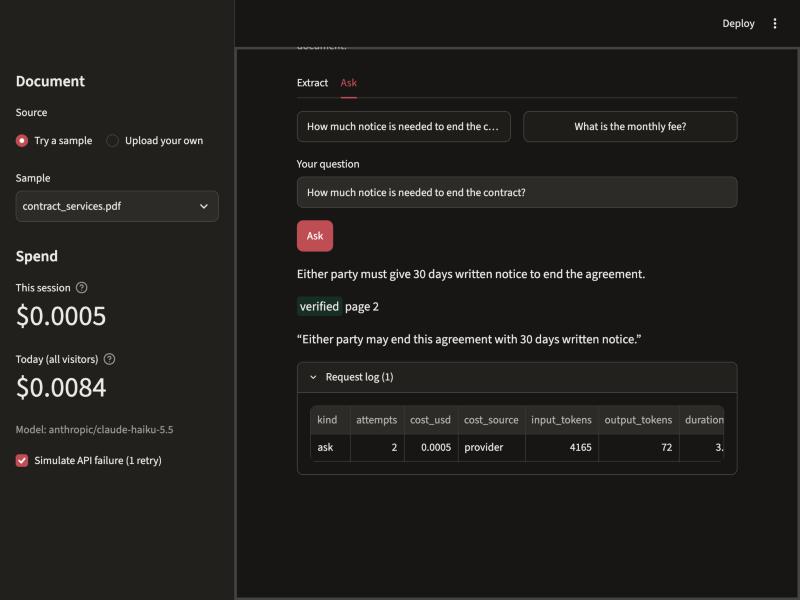 Deploy
Document
Source
Try a sample
Upload your own
Sample
contract_services.pdf
Spend
This session
$0.0005
Today (all visitors)
$0.0084
Model: anthropic/claude-haiku-5.5
Simulate API failure (1 retry)
document.
Extract Ask
How much notice is needed to end the c...
What is the monthly fee?
Your question
How much notice is needed to end the contract?
Ask
Either party must give 30 days written notice to end the agreement.
verified page 2
“Either party may end this agreement with 30 days written notice.”
Request log (1)
kind attempts cost_usd cost_source input_tokens output_tokens duration
ask 2 0.0005 provider 4165 72 3.